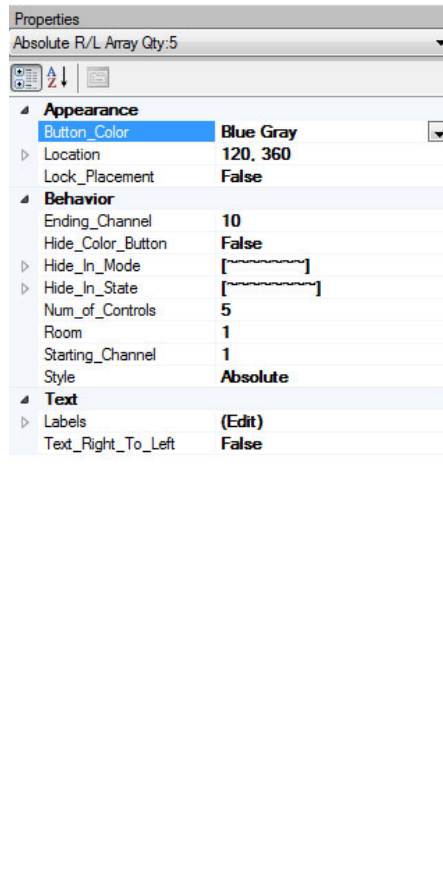 Properties
Absolute R/L Array Qty:5
Appearance
Button_Color Blue Gray
Location 120, 360
Lock_Placement False
Behavior
Ending_Channel 10
Hide_Color_Button False
Hide_In_Mode [~~~~~~~]
Hide_In_State [~~~~~~~~]
Num_of_Controls 5
Room 1
Starting_Channel 1
Style Absolute
Text
Labels (Edit)
Text_Right_To_Left False